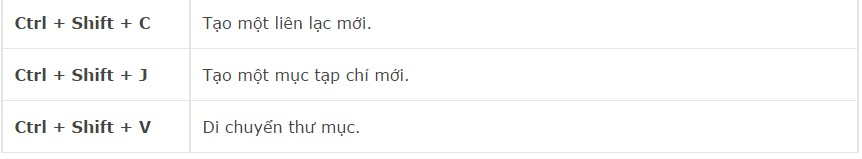 Ctrl + Shift + C Tạo một liên lạc mới.
Ctrl + Shift + J Tạo một mục tạp chí mới.
Ctrl + Shift + V Di chuyển thư mục.